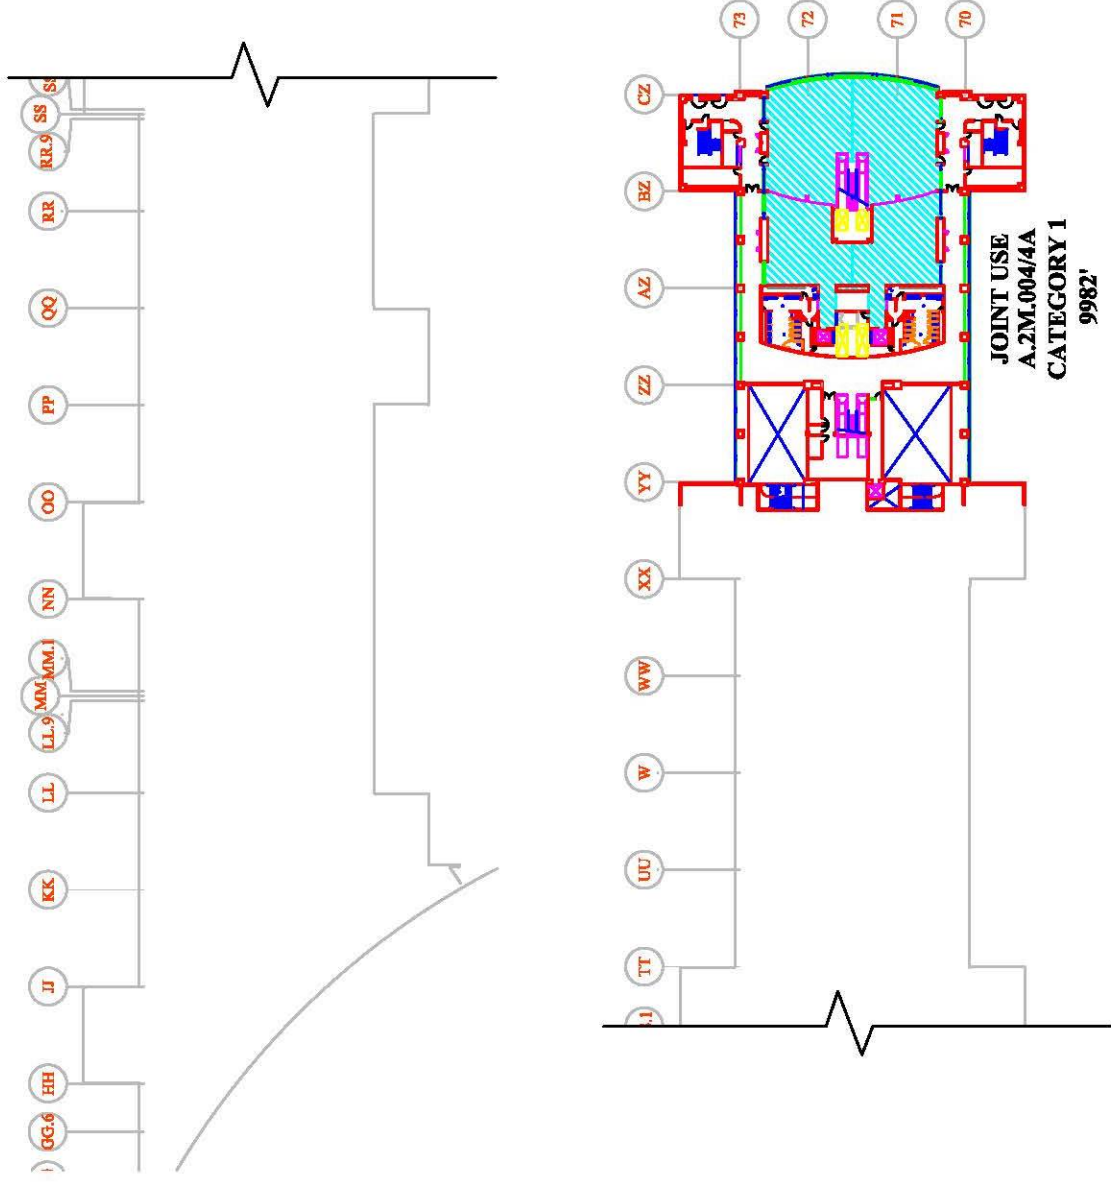 SS
SS
RR.9
RR
QQ
PP
OO
NN
MM.1
MM
LL.9
LL
KK
JJ
HH
GG.6
73
72
71
70
CZ
BZ
AZ
ZZ
YY
XX
WW
W
UU
TT
.1
JOINT USE
A.2M.004/4A
CATEGORY 1
9982'